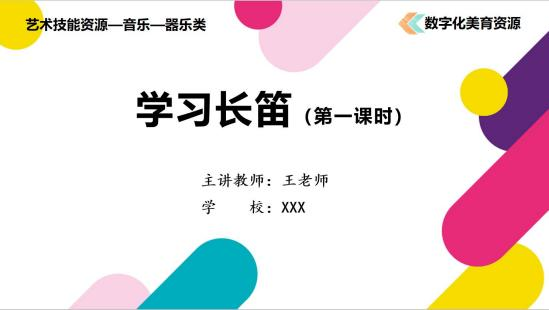 艺术技能资源—音乐—器乐类
数字化美育资源
学习长笛（第一课时）
主讲教师：王老师
学　　校：XXX